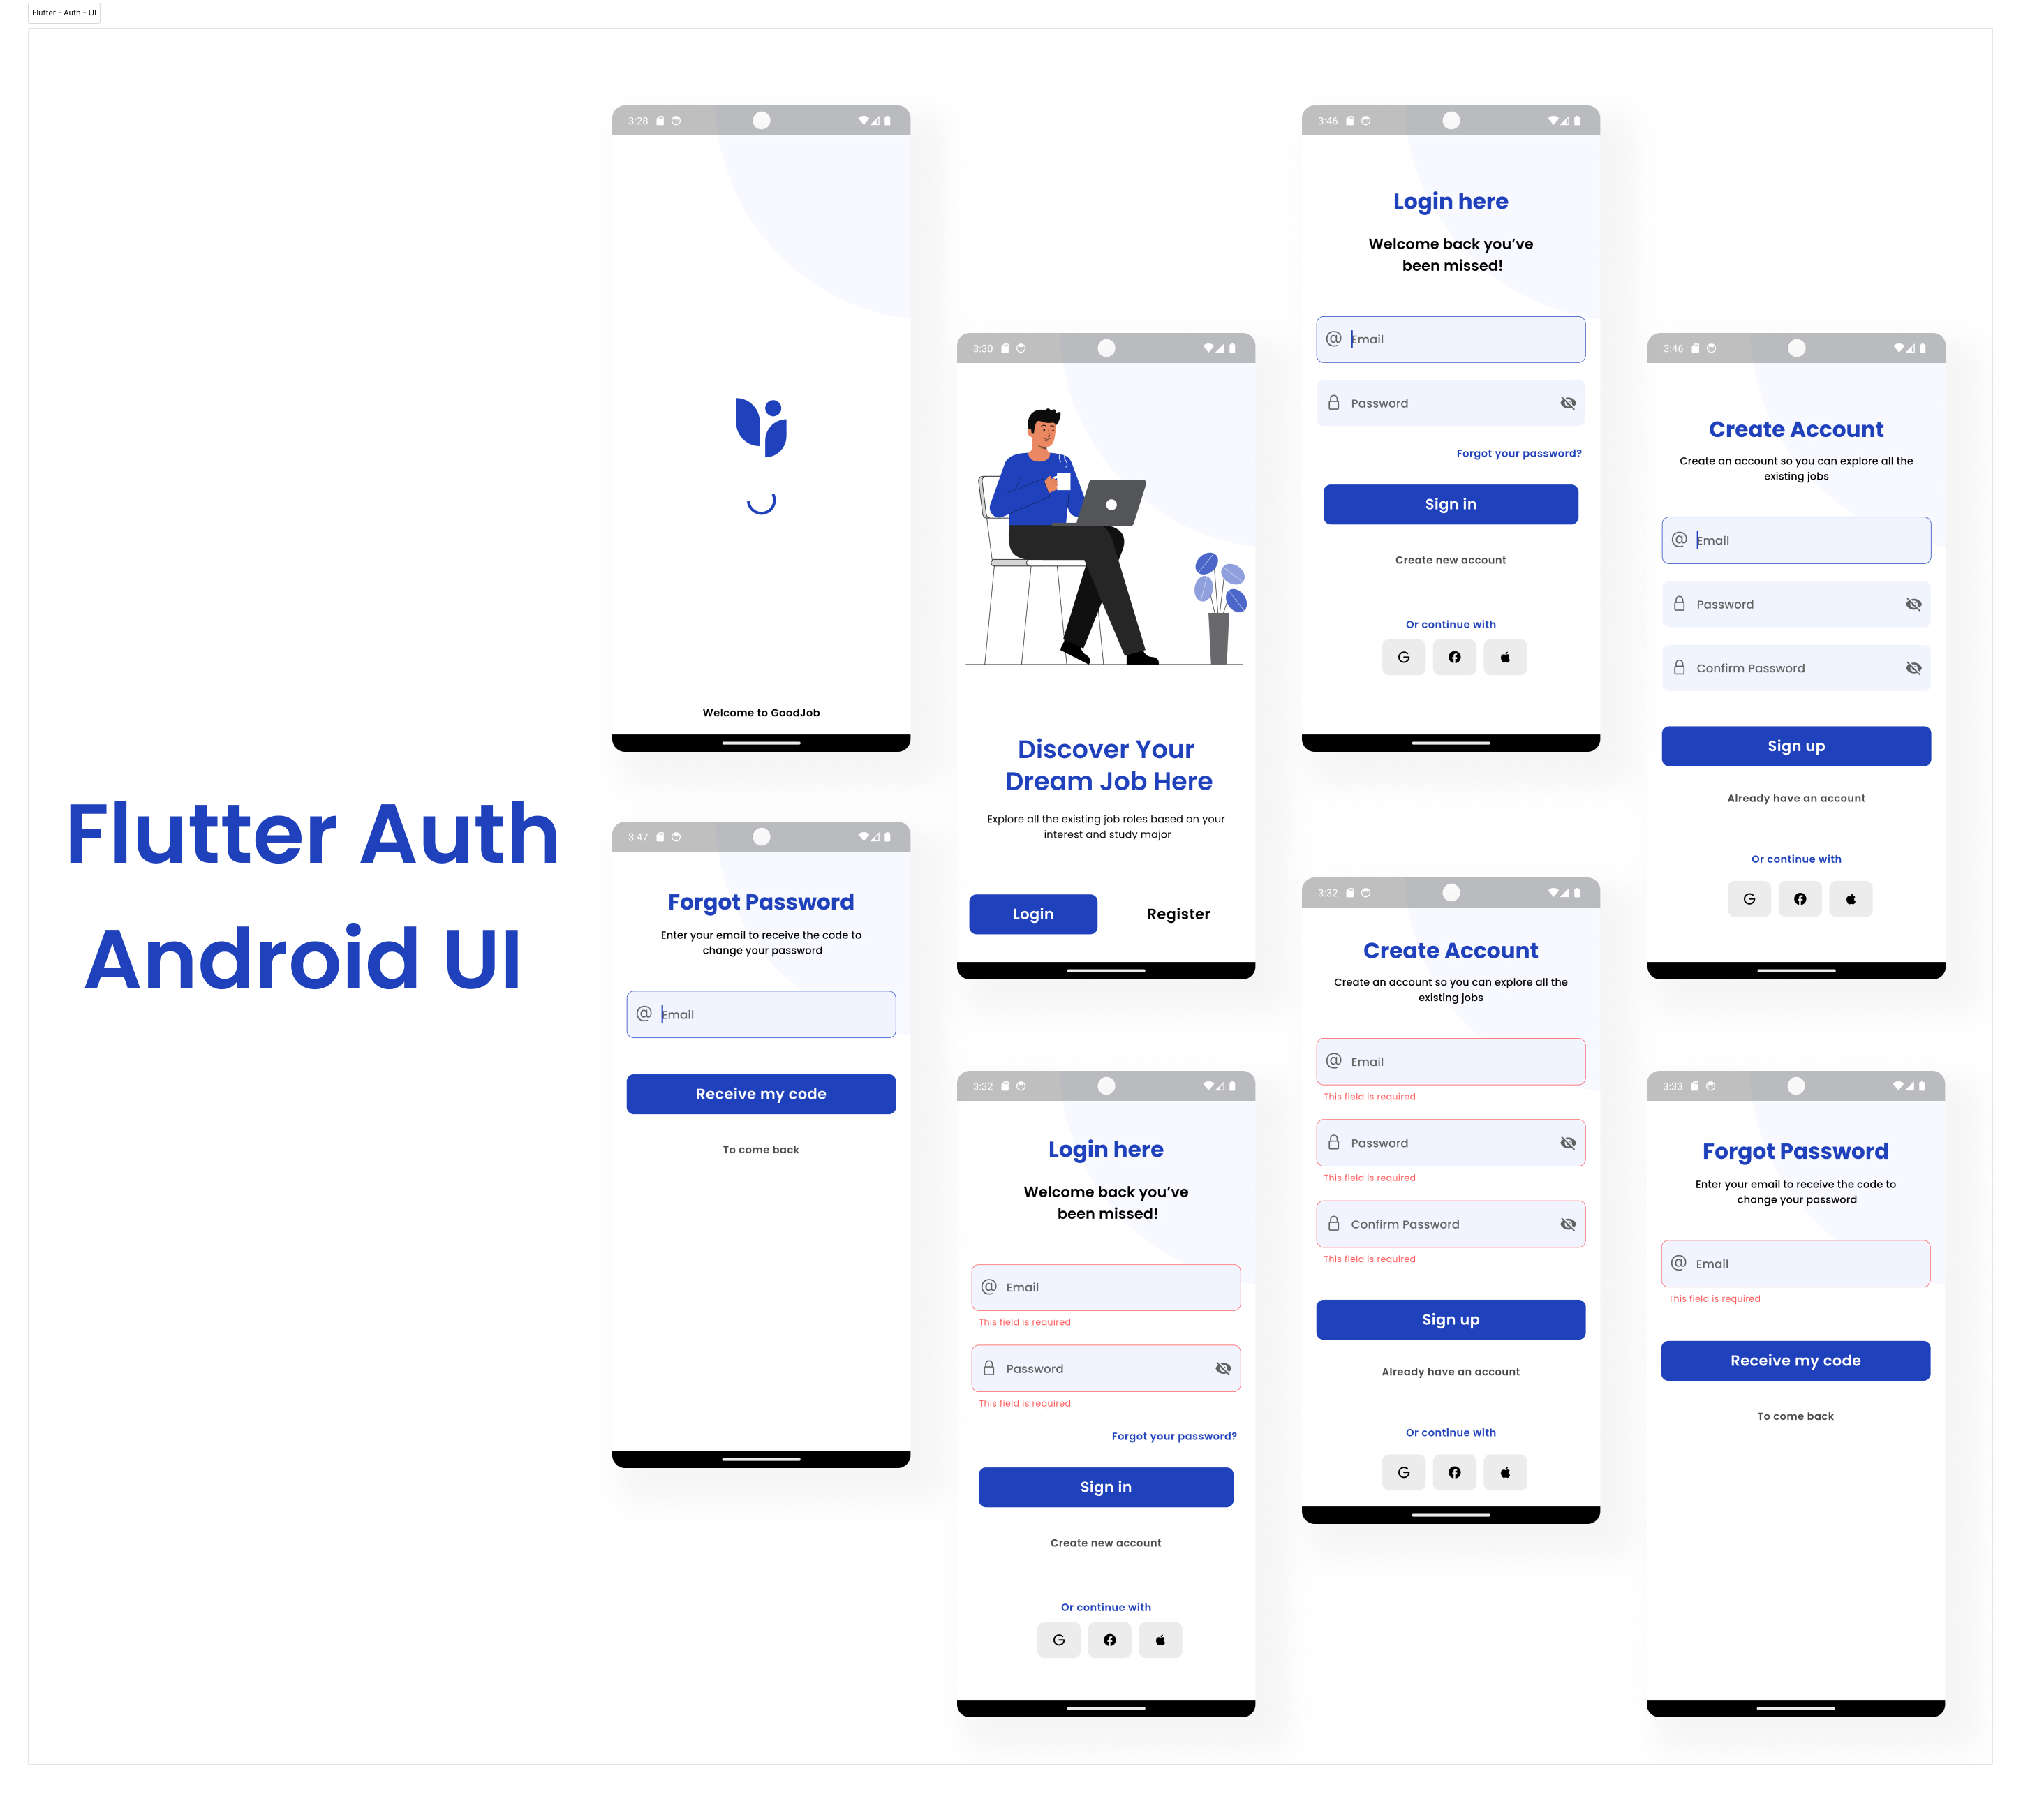 Flutter - Auth - UI
Flutter Auth
Android UI
3:28
Welcome to GoodJob
3:47
Forgot Password
Enter your email to receive the code to
change your password
@ Email
Receive my code
To come back
3:30
Discover Your
Dream Job Here
Explore all the existing job roles based on your
interest and study major
Login
Register
3:32
Login here
Welcome back you’ve
been missed!
@ Email
This field is required
Password
This field is required
Forgot your password?
Sign in
Create new account
Or continue with
G
3:46
Login here
Welcome back you’ve
been missed!
@ Email
Password
Forgot your password?
Sign in
Create new account
Or continue with
G
3:32
Create Account
Create an account so you can explore all the
existing jobs
@ Email
This field is required
Password
This field is required
Confirm Password
This field is required
Sign up
Already have an account
Or continue with
G
3:46
Create Account
Create an account so you can explore all the
existing jobs
@ Email
Password
Confirm Password
Sign up
Already have an account
Or continue with
G
3:33
Forgot Password
Enter your email to receive the code to
change your password
@ Email
This field is required
Receive my code
To come back